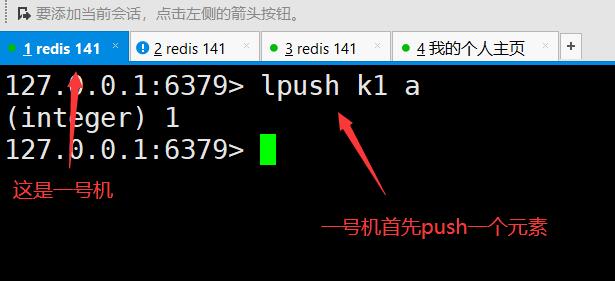 要添加当前会话，点击左侧的箭头按钮。
1 redis 141 × 2 redis 141 × 3 redis 141 × 4 我的个人主页 × +
127.0.0.1:6379> lpush k1 a
(integer) 1
127.0.0.1:6379>
这是一号机
一号机首先push一个元素